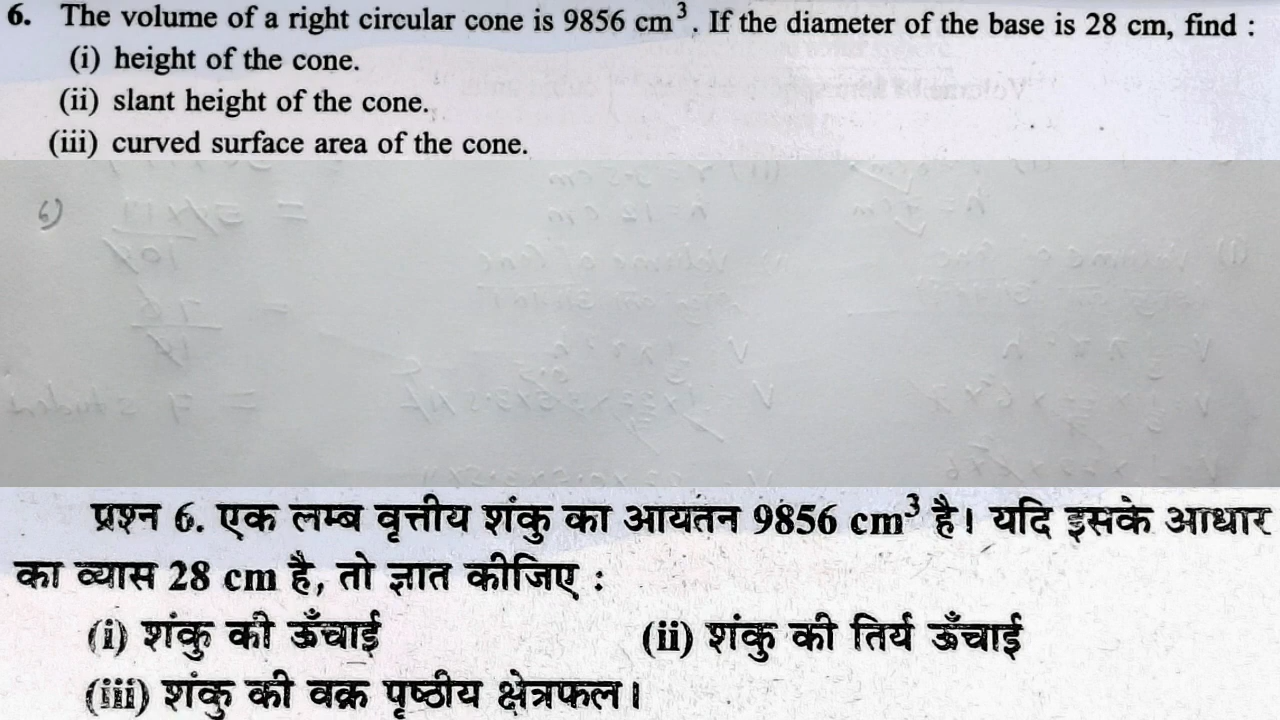 6. The volume of a right circular cone is 9856 cm³. If the diameter of the base is 28 cm, find :
(i) height of the cone.
(ii) slant height of the cone.
(iii) curved surface area of the cone.
6)
प्रश्न 6. एक लम्ब वृत्तीय शंकु का आयतन 9856 cm³ है। यदि इसके आधार
का व्यास 28 cm है, तो ज्ञात कीजिए :
(i) शंकु की ऊँचाई (ii) शंकु की तिर्य ऊँचाई
(iii) शंकु की वक्र पृष्ठीय क्षेत्रफल।